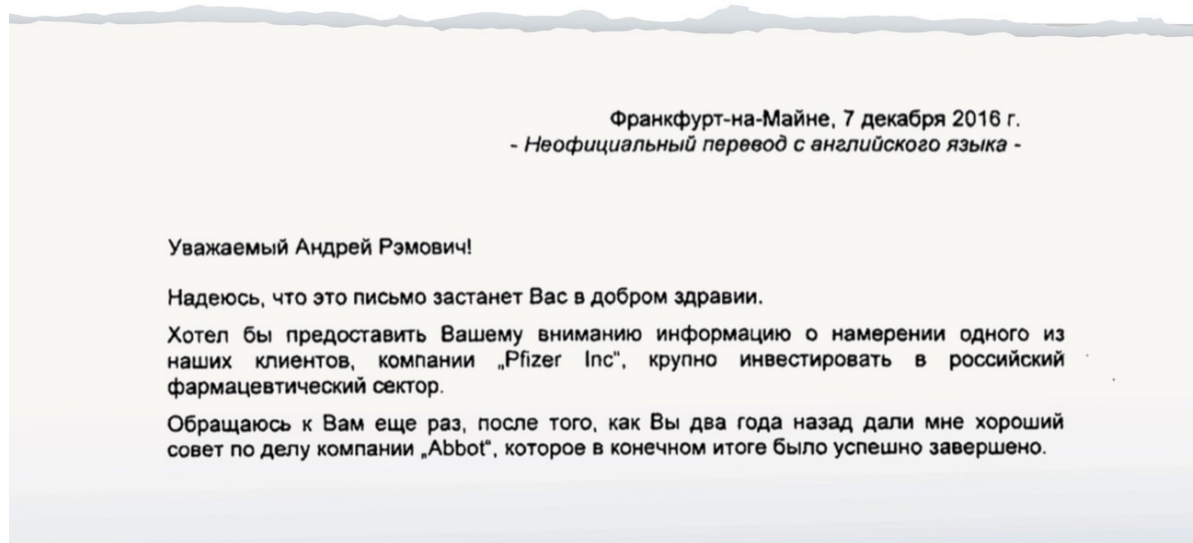 Франкфурт-на-Майне, 7 декабря 2016 г.
- Неофициальный перевод с английского языка -
Уважаемый Андрей Рэмович!
Надеюсь, что это письмо застанет Вас в добром здравии.
Хотел бы предоставить Вашему вниманию информацию о намерении одного из
наших клиентов, компании „Pfizer Inc“, крупно инвестировать в российский
фармацевтический сектор.
Обращаюсь к Вам еще раз, после того, как Вы два года назад дали мне хороший
совет по делу компании „Abbot“, которое в конечном итоге было успешно завершено.